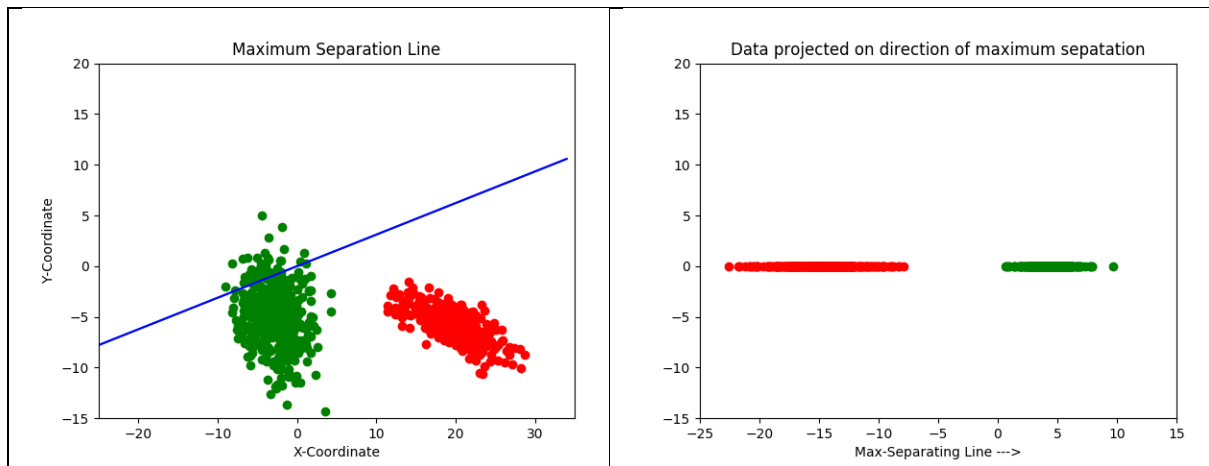 Maximum Separation Line
20
15
10
5
0
−5
−10
−15
Y-Coordinate
−20 −10 0 10 20 30
X-Coordinate
Data projected on direction of maximum sepatation
20
15
10
5
0
−5
−10
−15
−25 −20 −15 −10 −5 0 5 10 15
Max-Separating Line --->